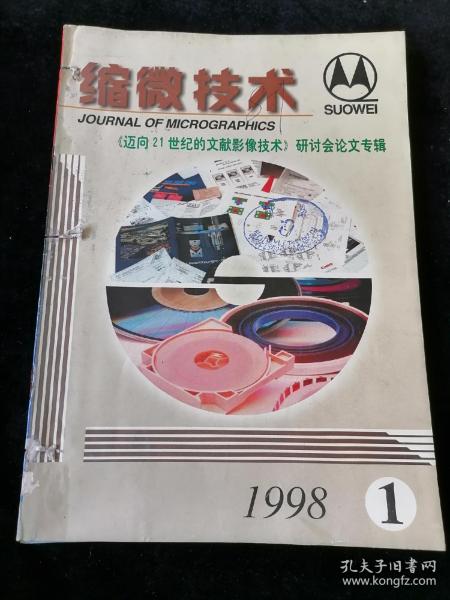 缩微技术
SUOWEI
JOURNAL OF MICROGRAPHICS
《迈向21世纪的文献影像技术》研讨会论文专辑
1998
1
孔夫子旧书网
www.kongfz.com